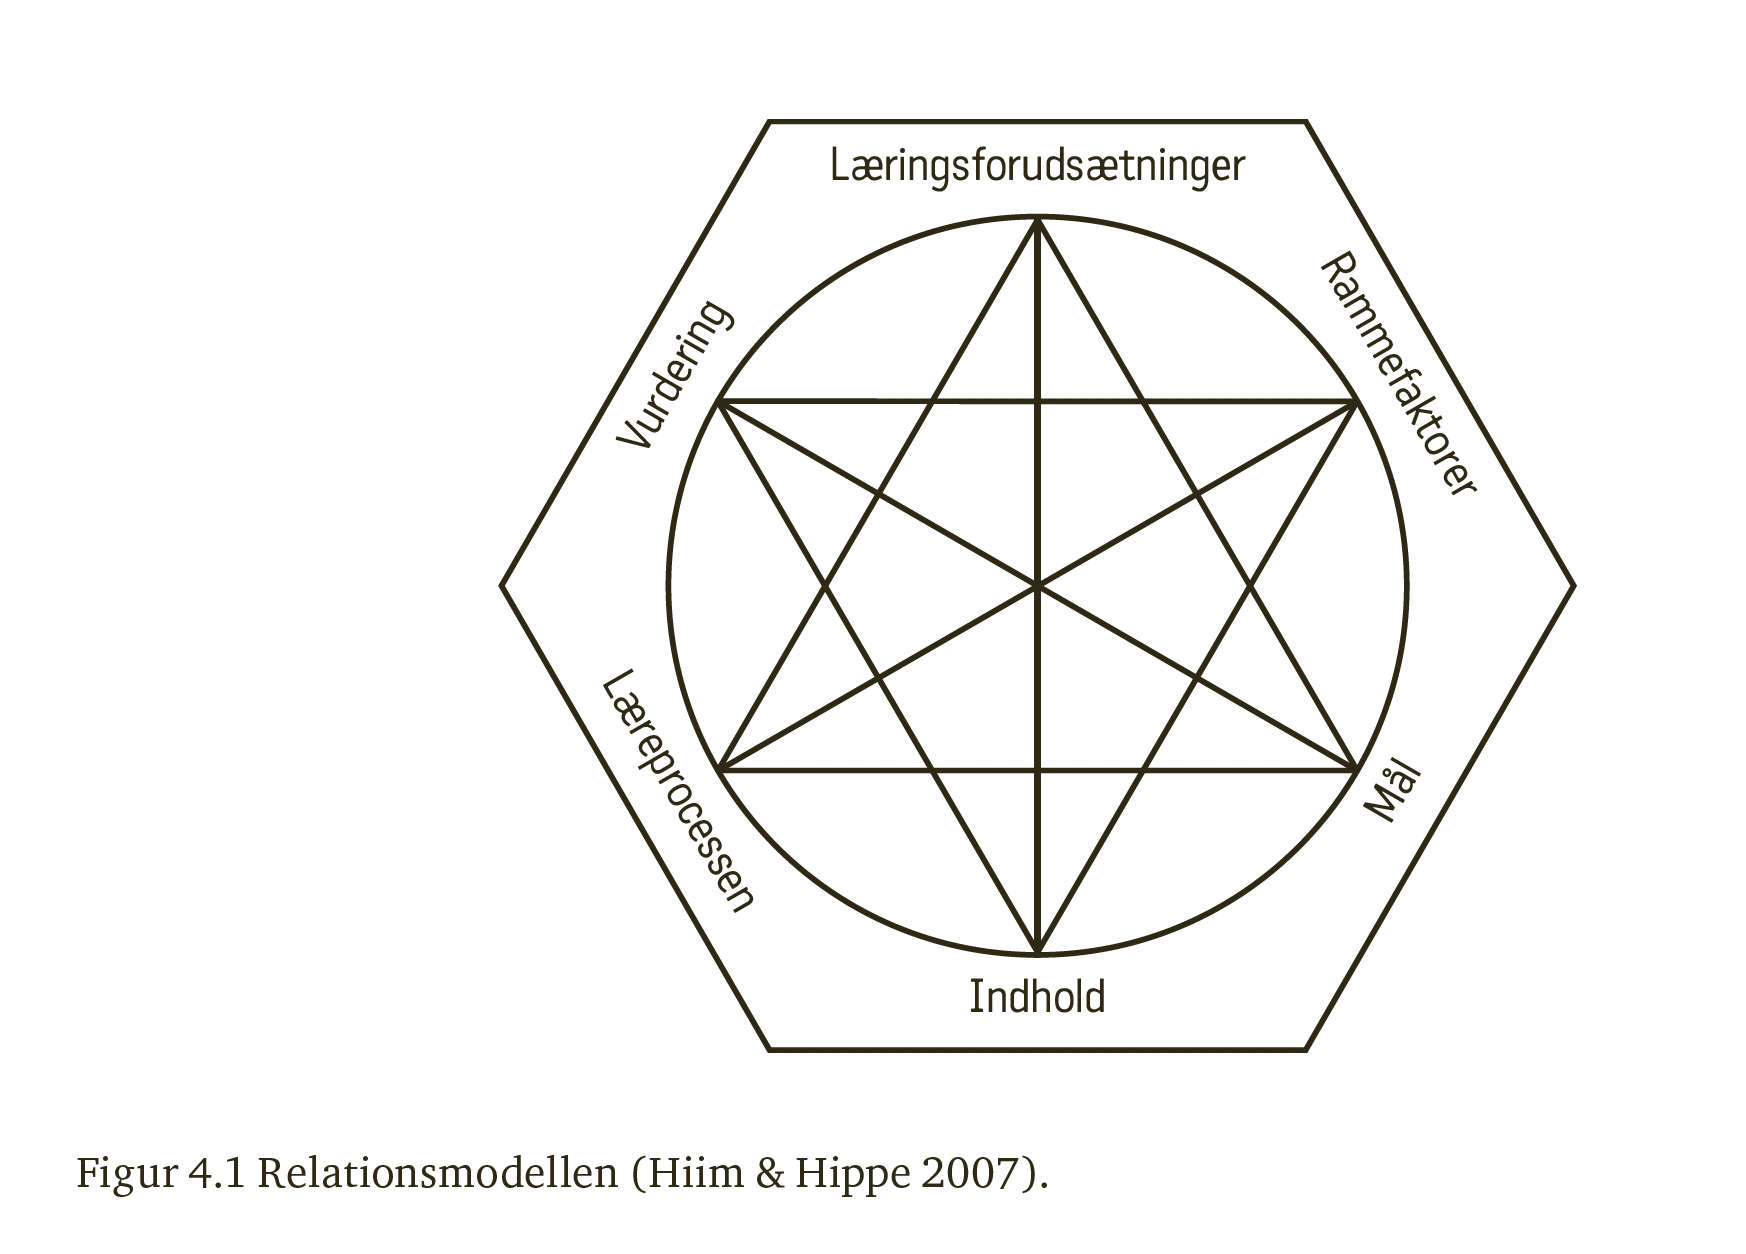 Læringsforudsætninger
Rammefaktorer
Vurdering
Læreprocessen
Mål
Indhold
Figur 4.1 Relationsmodellen (Hiim & Hippe 2007).